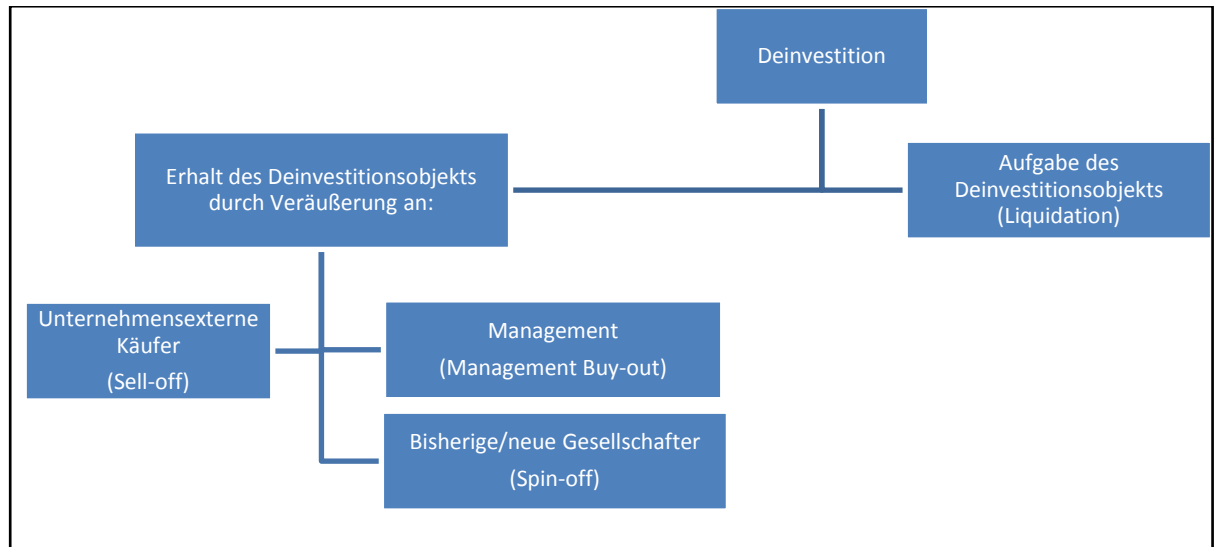 Deinvestition
Erhalt des Deinvestitionsobjekts
durch Veräußerung an:
Aufgabe des
Deinvestitionsobjekts
(Liquidation)
Unternehmensexterne
Käufer
(Sell-off)
Management
(Management Buy-out)
Bisherige/neue Gesellschafter
(Spin-off)